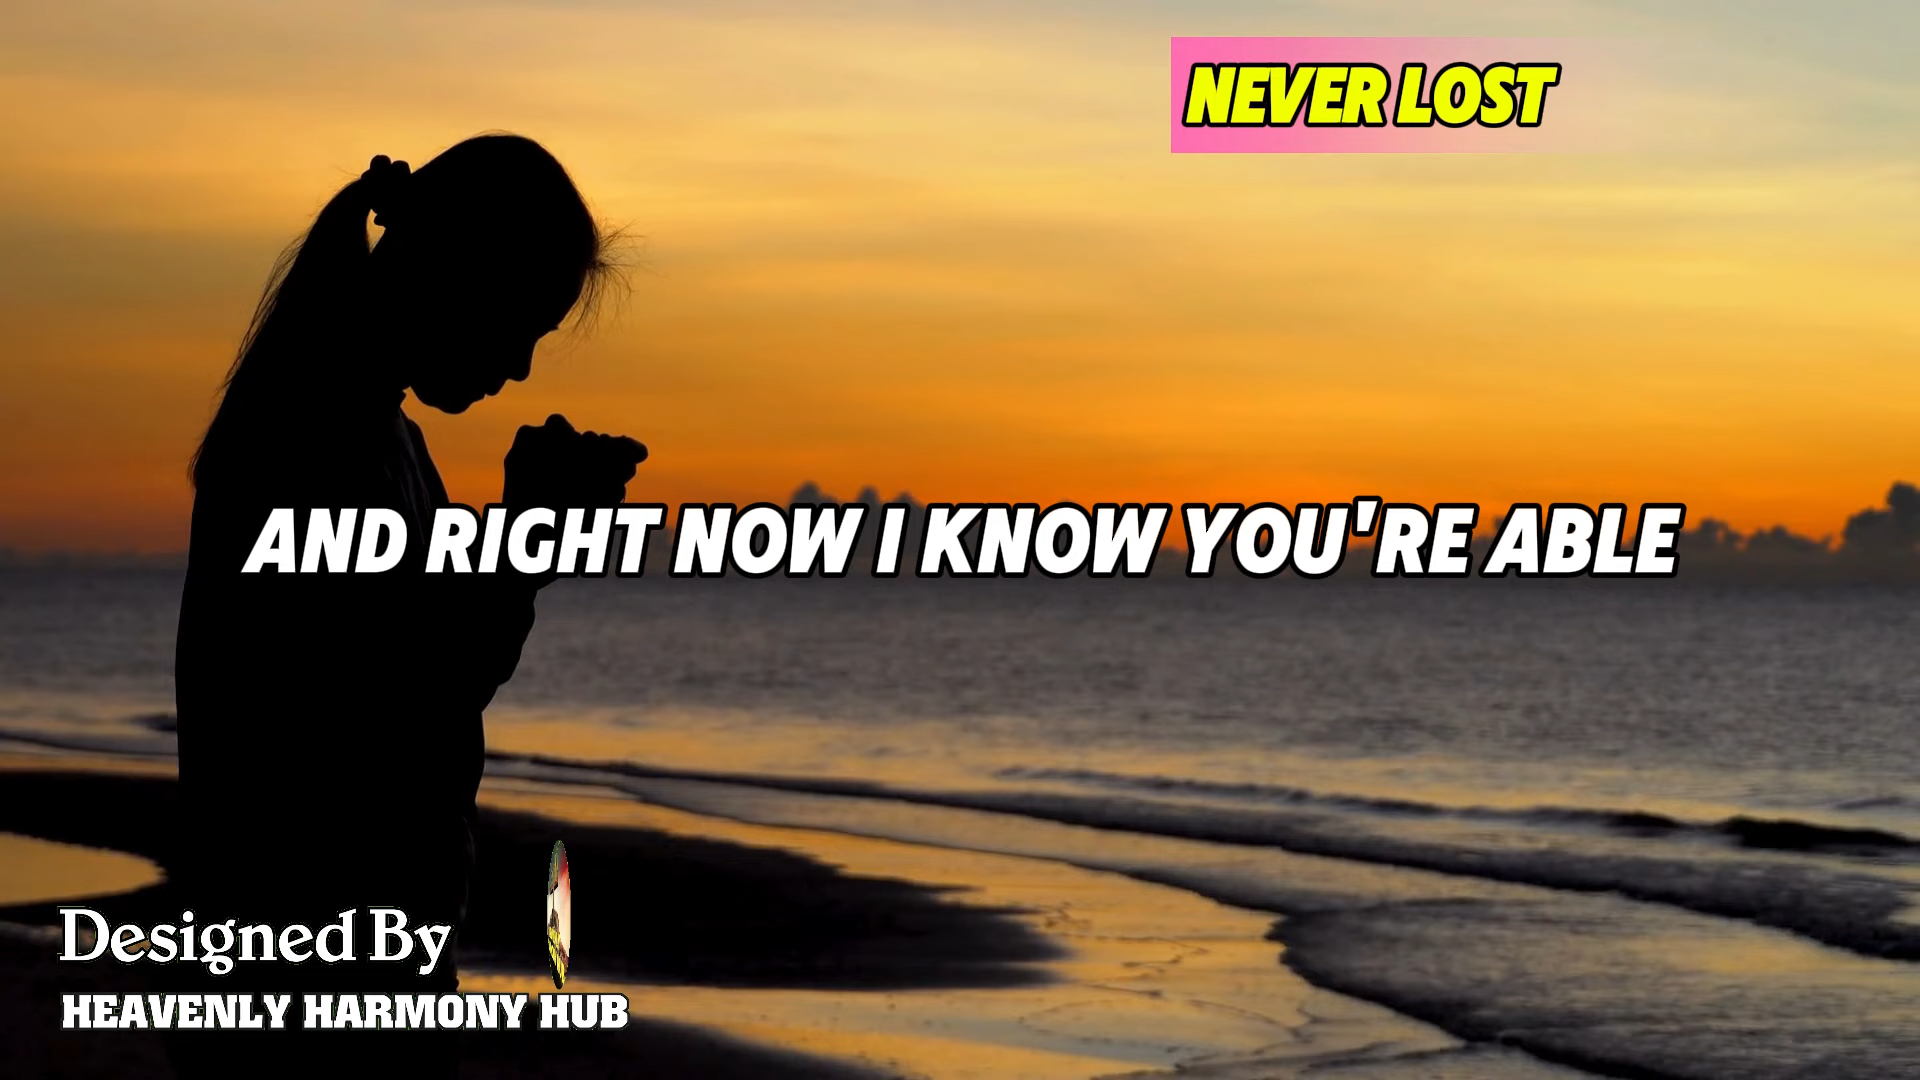 NEVER LOST
AND RIGHT NOW I KNOW YOU'RE ABLE
Designed By
HEAVENLY HARMONY HUB